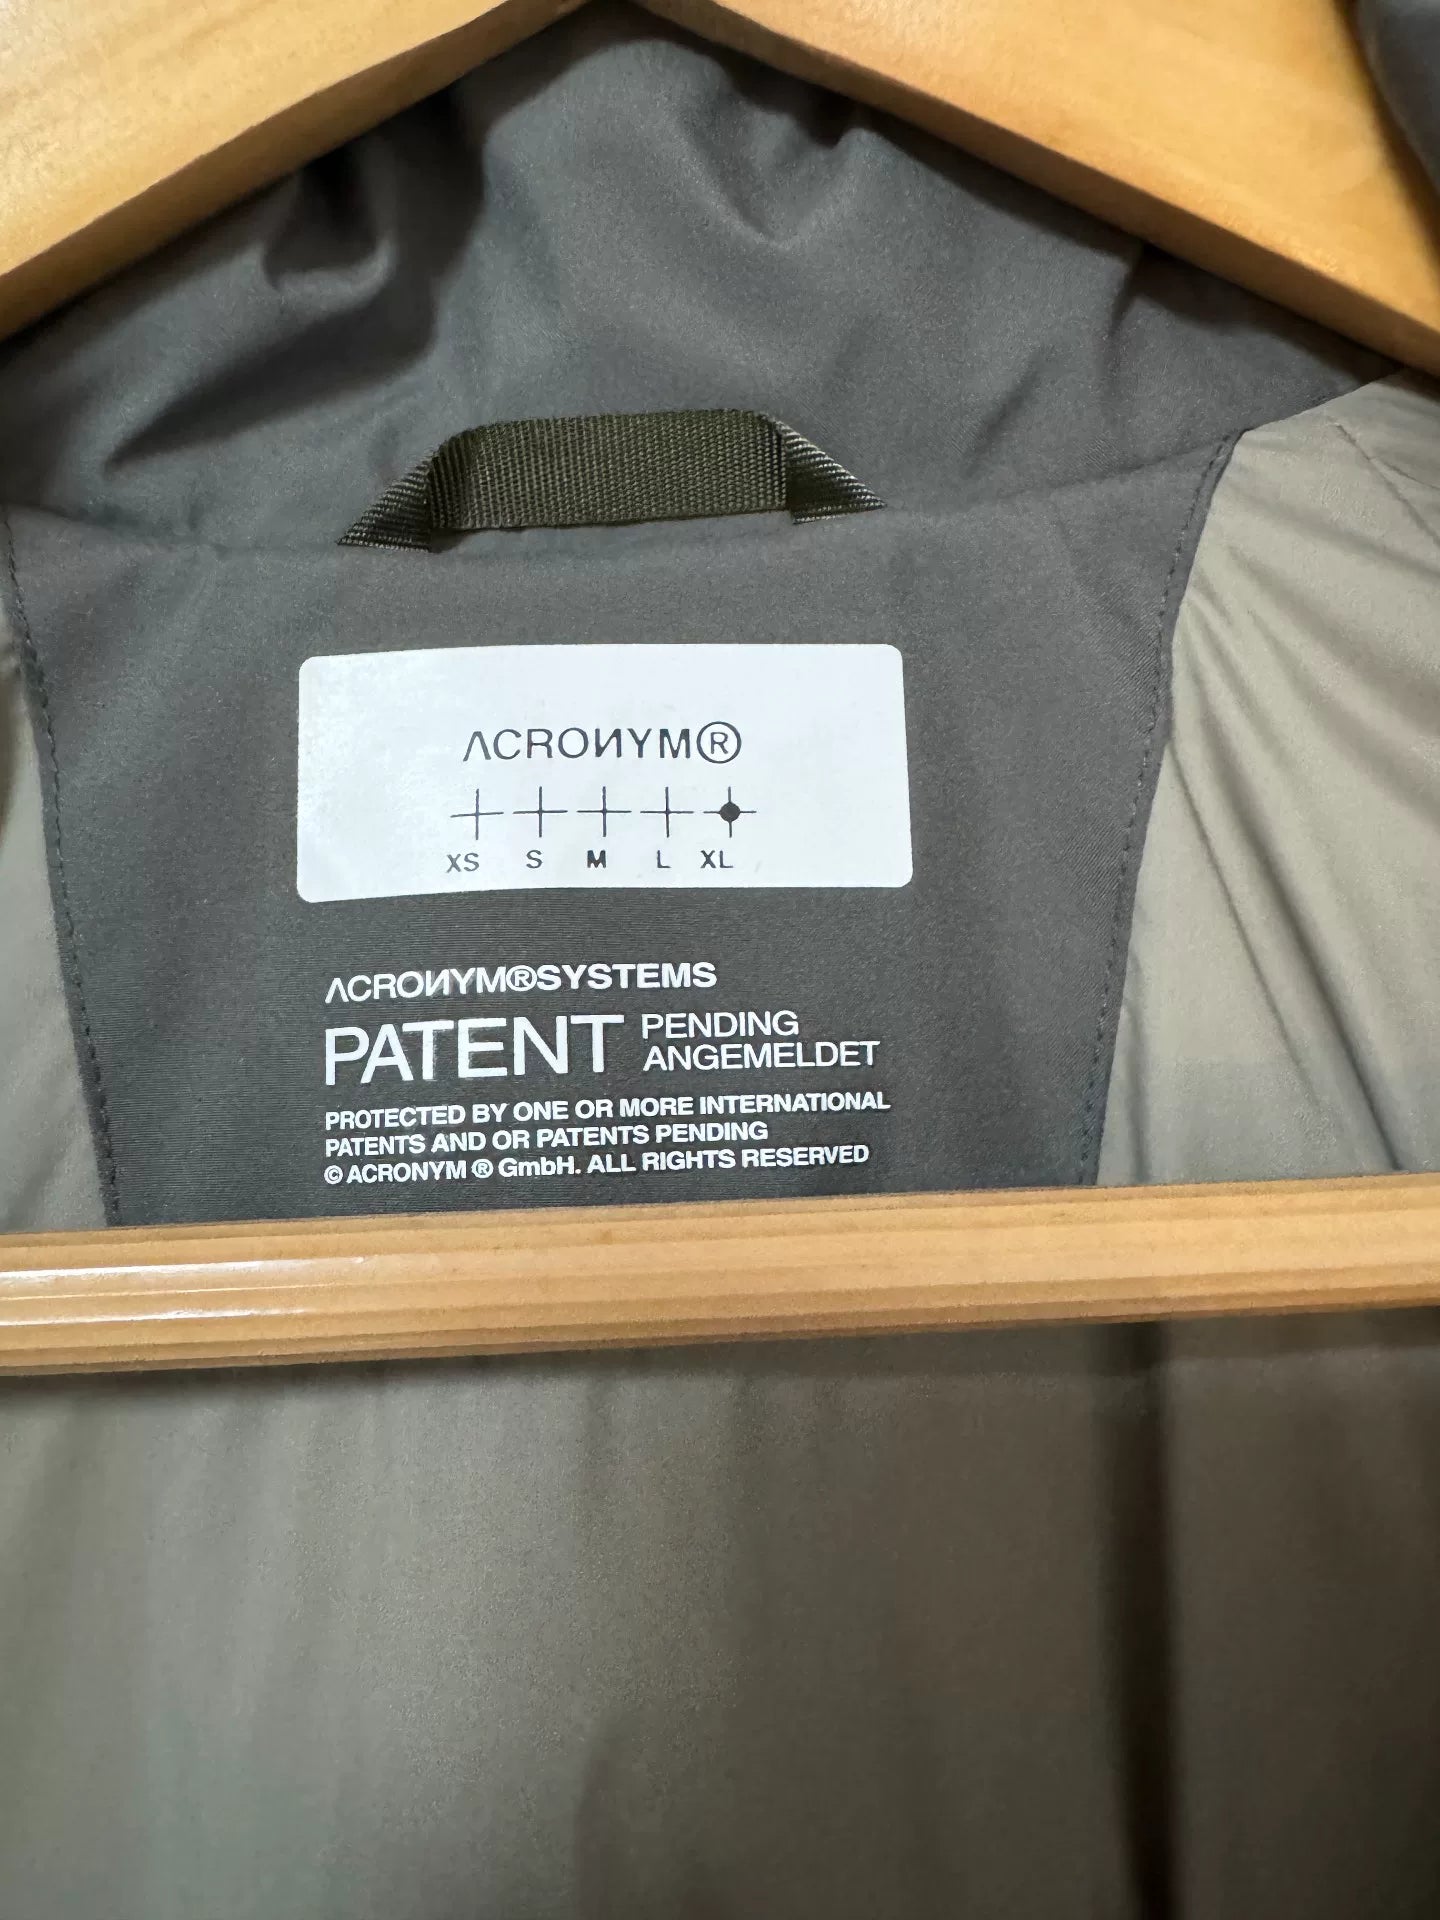 ACRONYM®
XS S M L XL
ACRONYM®SYSTEMS
PATENT PENDING
ANGEMELDET
PROTECTED BY ONE OR MORE INTERNATIONAL
PATENTS AND OR PATENTS PENDING
© ACRONYM ® GmbH. ALL RIGHTS RESERVED